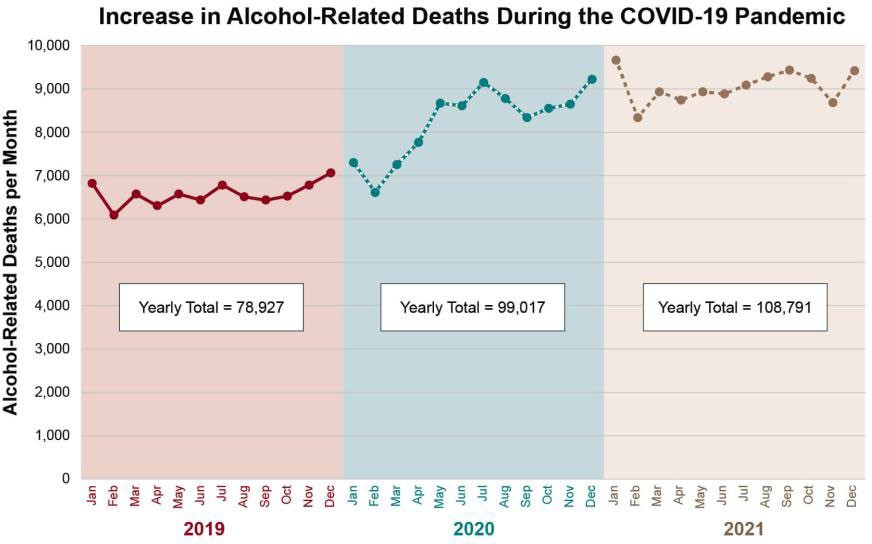 Increase in Alcohol-Related Deaths During the COVID-19 Pandemic
Alcohol-Related Deaths per Month
10,000
9,000
8,000
7,000
6,000
5,000
4,000
3,000
2,000
1,000
0
Yearly Total = 78,927
Yearly Total = 99,017
Yearly Total = 108,791
Jan Feb Mar Apr May Jun Jul Aug Sep Oct Nov Dec Jan Feb Mar Apr May Jun Jul Aug Sep Oct Nov Dec Jan Feb Mar Apr May Jun Jul Aug Sep Oct Nov Dec
2019 2020 2021